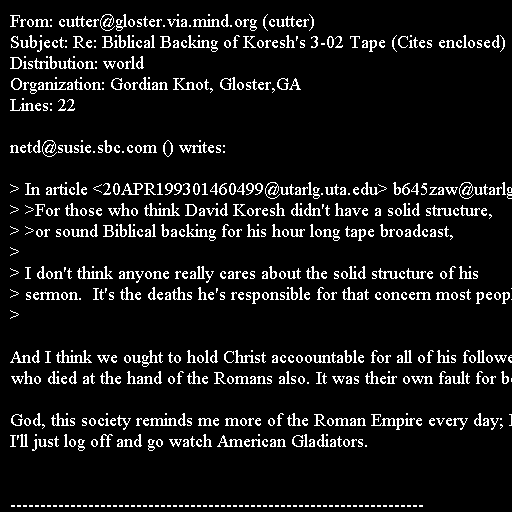 From: cutter@gloster.via.mind.org (cutter)
Subject: Re: Biblical Backing of Koresh's 3-02 Tape (Cites enclosed)
Distribution: world
Organization: Gordian Knot, Gloster,GA
Lines: 22
netd@susie.sbc.com () writes:
> In article <20APR199301460499@utarlg.uta.edu> b645zaw@utarlg
> >For those who think David Koresh didn't have a solid structure,
> >or sound Biblical backing for his hour long tape broadcast,
>
> I don't think anyone really cares about the solid structure of his
> sermon.  It's the deaths he's responsible for that concern most peopl
>
And I think we ought to hold Christ accoountable for all of his followe
who died at the hand of the Romans also. It was their own fault for b
God, this society reminds me more of the Roman Empire every day; I
I'll just log off and go watch American Gladiators.
---------------------------------------------------------------------